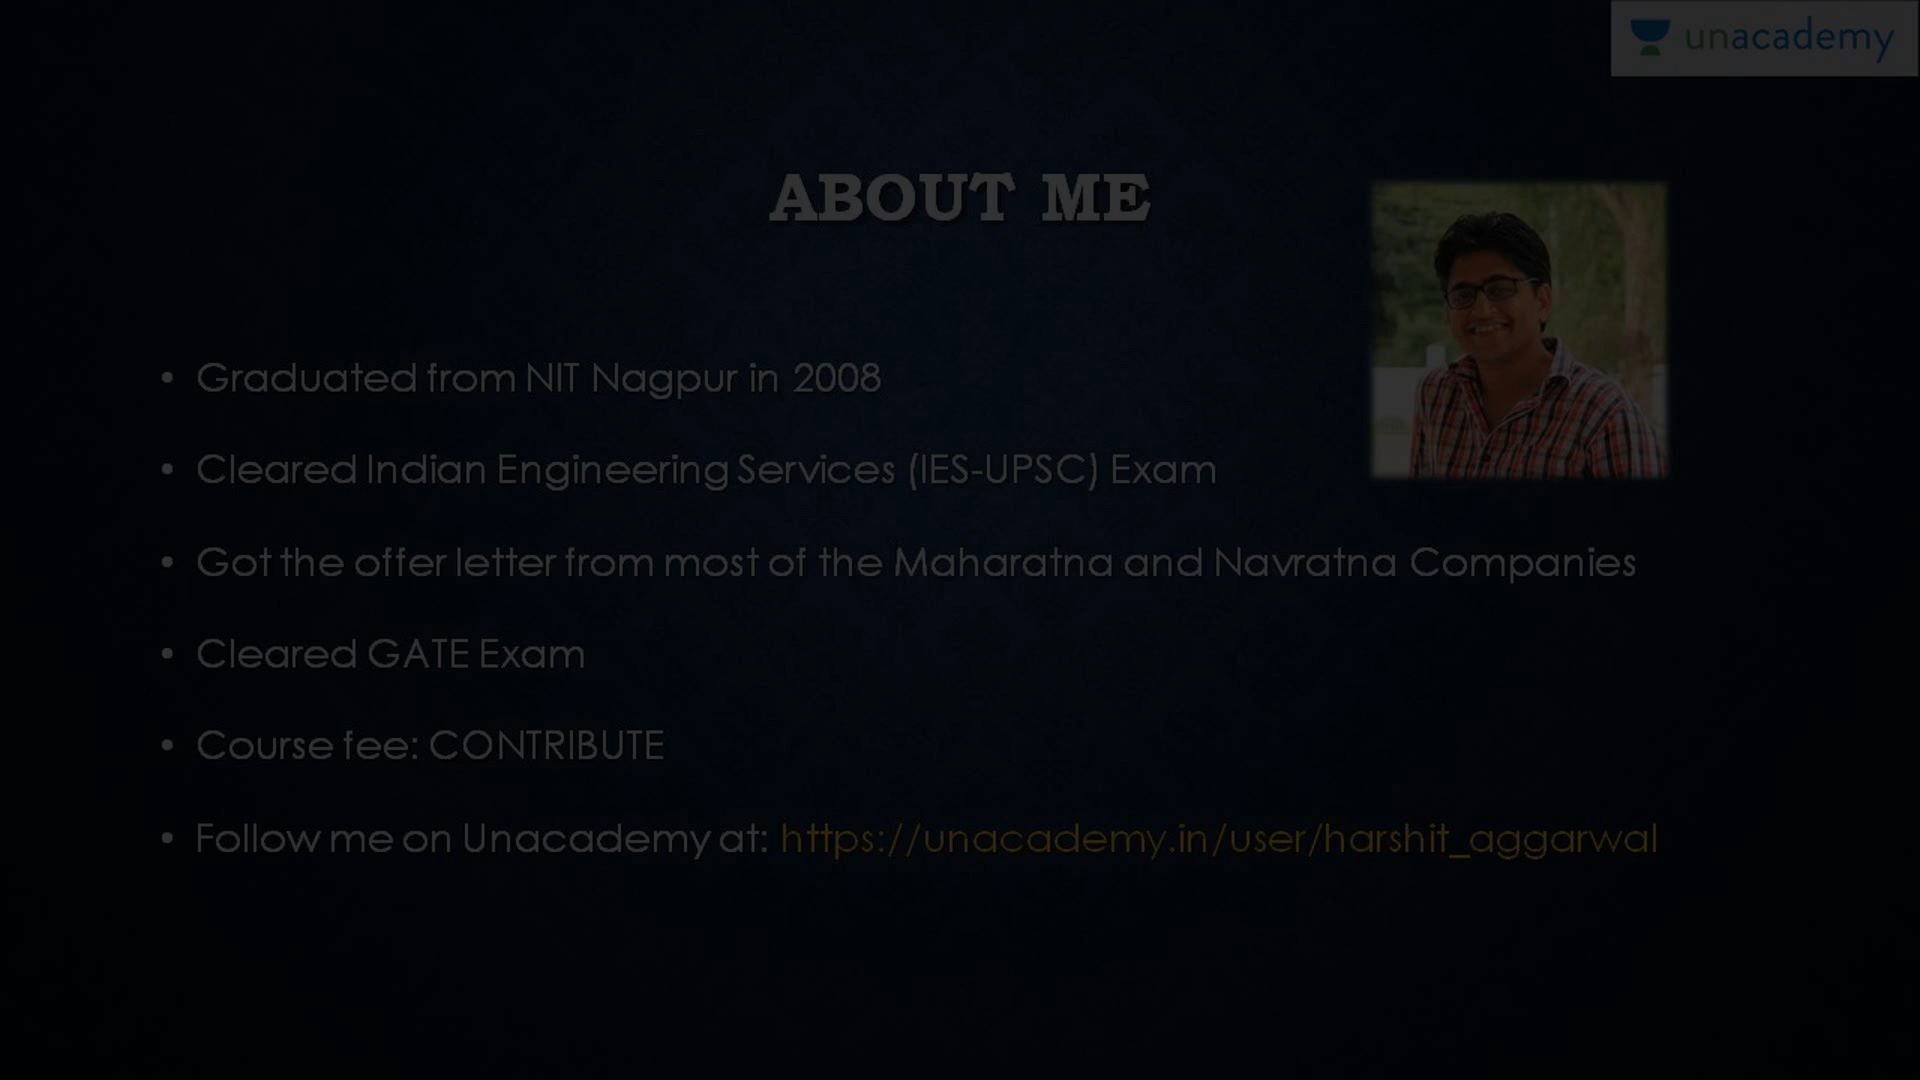 unacademy
ABOUT ME
• Graduated from NIT Nagpur in 2008
• Cleared Indian Engineering Services (IES-UPSC) Exam
• Got the offer letter from most of the Maharatna and Navratna Companies
• Cleared GATE Exam
• Course fee: CONTRIBUTE
• Follow me on Unacademy at: https://unacademy.in/user/harshit_aggarwal